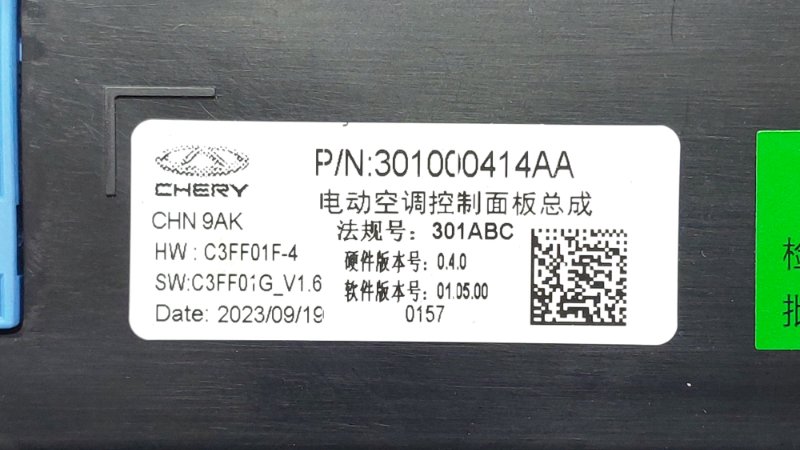 CHERY
P/N:301000414AA
电动空调控制面板总成
CHN 9AK
法规号：301ABC
HW : C3FF01F-4
硬件版本号：0.4.0
SW:C3FF01G_V1.6
软件版本号：01.05.00
Date: 2023/09/19
0157
检
批